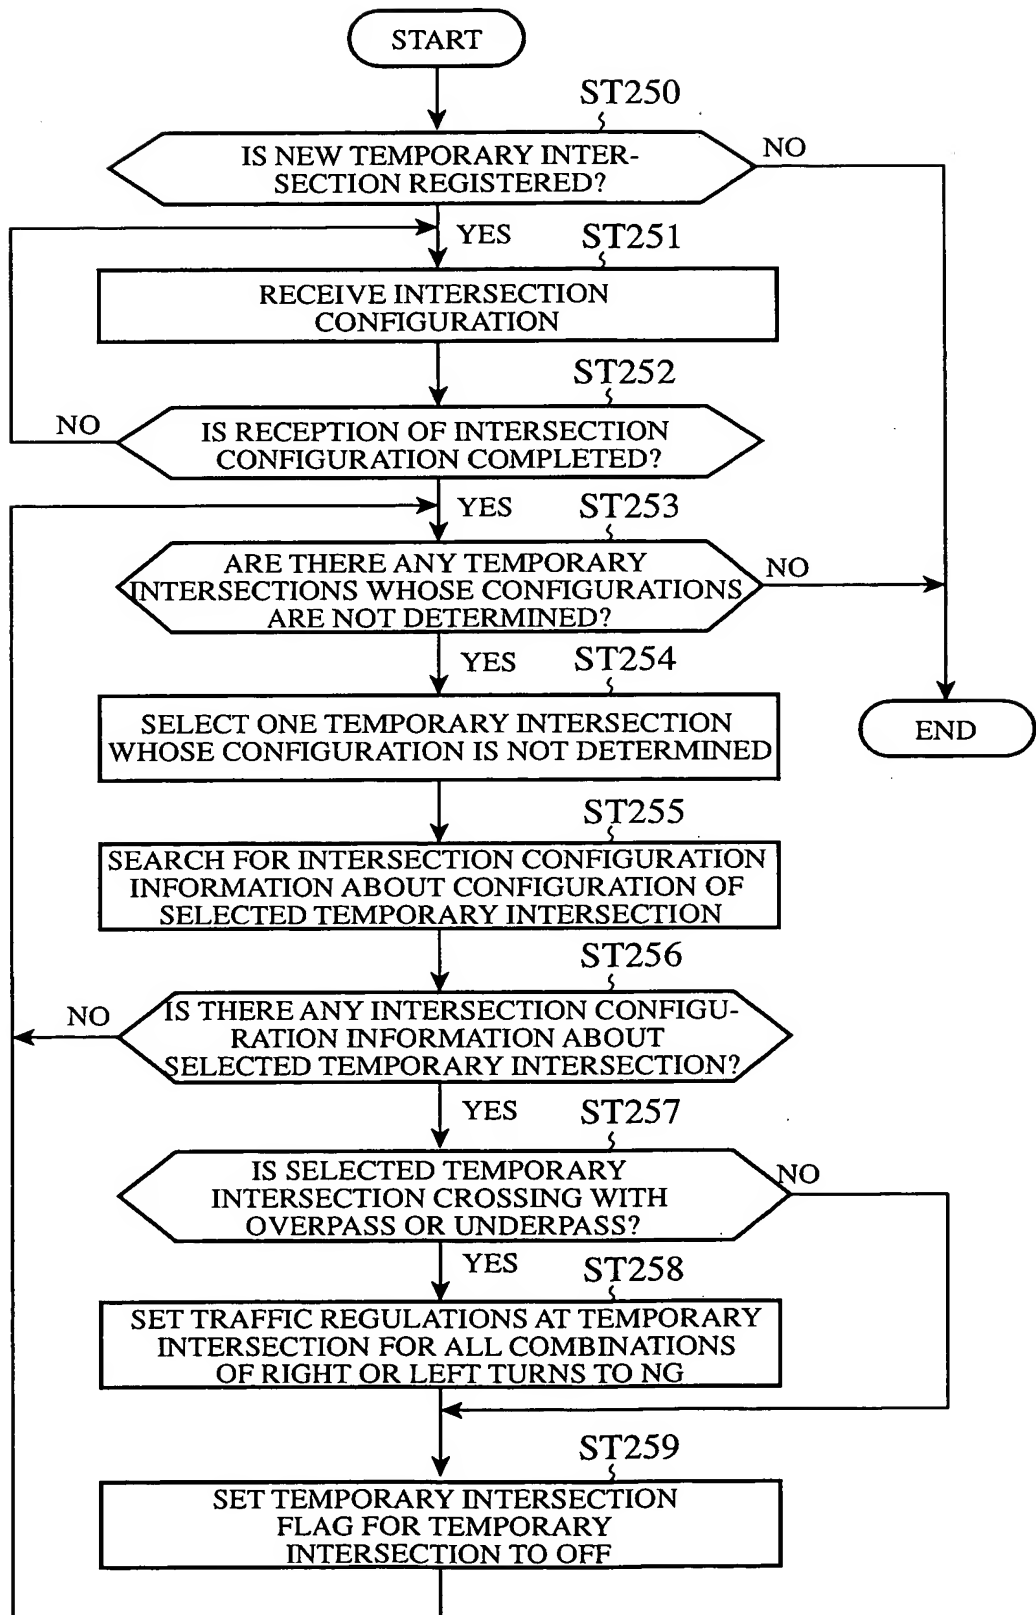 START
ST250
IS NEW TEMPORARY INTER-
SECTION REGISTERED?
NO
YES
ST251
RECEIVE INTERSECTION
CONFIGURATION
ST252
NO
IS RECEPTION OF INTERSECTION
CONFIGURATION COMPLETED?
YES
ST253
ARE THERE ANY TEMPORARY
INTERSECTIONS WHOSE CONFIGURATIONS
ARE NOT DETERMINED?
NO
YES
ST254
SELECT ONE TEMPORARY INTERSECTION
WHOSE CONFIGURATION IS NOT DETERMINED
END
ST255
SEARCH FOR INTERSECTION CONFIGURATION
INFORMATION ABOUT CONFIGURATION OF
SELECTED TEMPORARY INTERSECTION
ST256
NO
IS THERE ANY INTERSECTION CONFIGU-
RATION INFORMATION ABOUT
SELECTED TEMPORARY INTERSECTION?
YES
ST257
IS SELECTED TEMPORARY
INTERSECTION CROSSING WITH
OVERPASS OR UNDERPASS?
NO
YES
ST258
SET TRAFFIC REGULATIONS AT TEMPORARY
INTERSECTION FOR ALL COMBINATIONS
OF RIGHT OR LEFT TURNS TO NG
ST259
SET TEMPORARY INTERSECTION
FLAG FOR TEMPORARY
INTERSECTION TO OFF